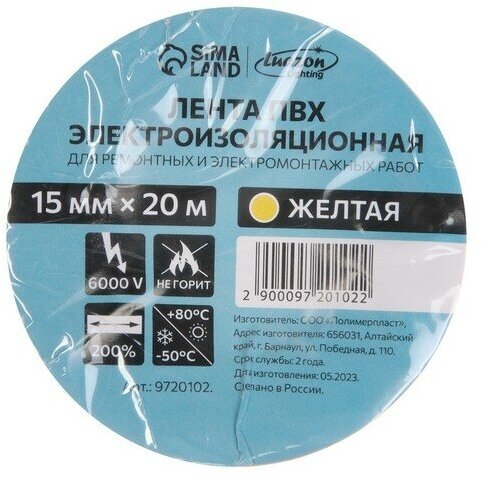 SIMA LAND
Luazon Lighting
ЛЕНТА ПВХ
ЭЛЕКТРОИЗОЛЯЦИОННАЯ
ДЛЯ РЕМОНТНЫХ И ЭЛЕКТРОМОНТАЖНЫХ РАБОТ
15 мм × 20 м
ЖЕЛТАЯ
6000 V
НЕ ГОРИТ
200%
+80°C
-50°C
Арт.: 9720102.
2 900097 201022
Изготовитель: ООО «Полимерпласт»,
Адрес изготовителя: 656031, Алтайский
край, г. Барнаул, ул. Победная, д. 110.
Срок службы: 2 года.
Дата изготовления: 05.2023.
Сделано в России.